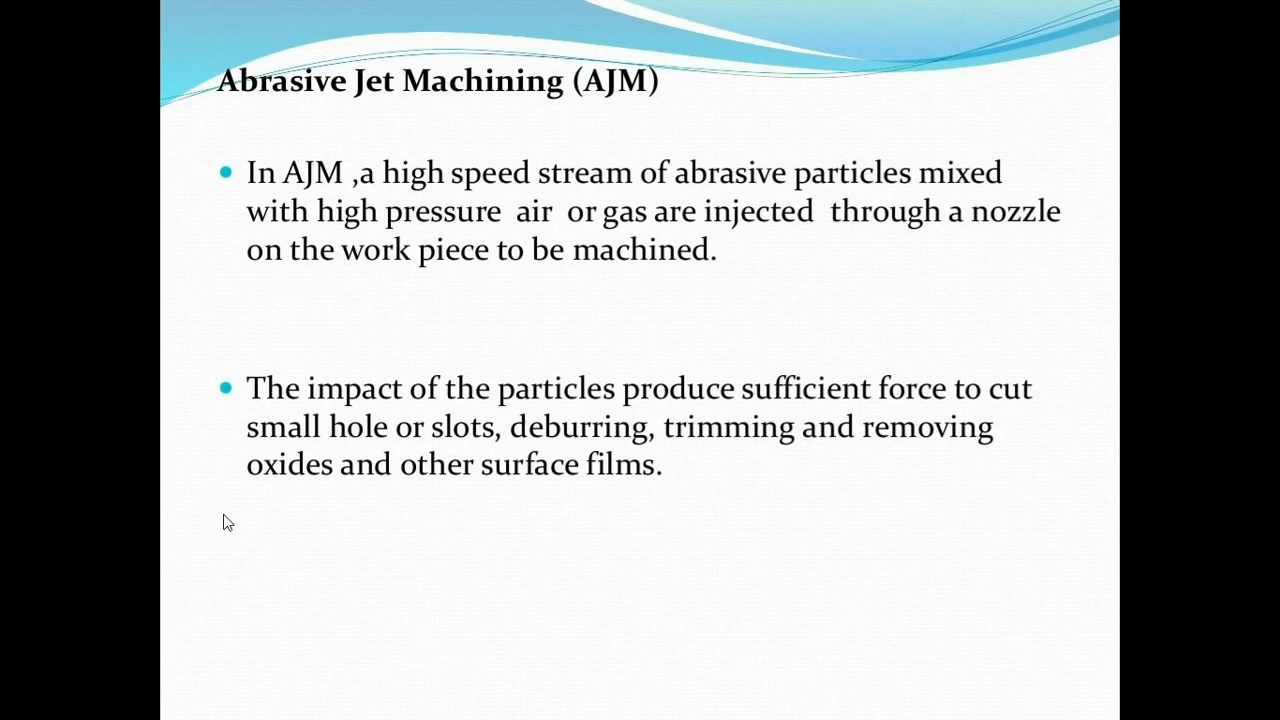 Abrasive Jet Machining (AJM)
In AJM ,a high speed stream of abrasive particles mixed
with high pressure  air  or gas are injected  through a nozzle
on the work piece to be machined.
The impact of the particles produce sufficient force to cut
small hole or slots, deburring, trimming and removing
oxides and other surface films.